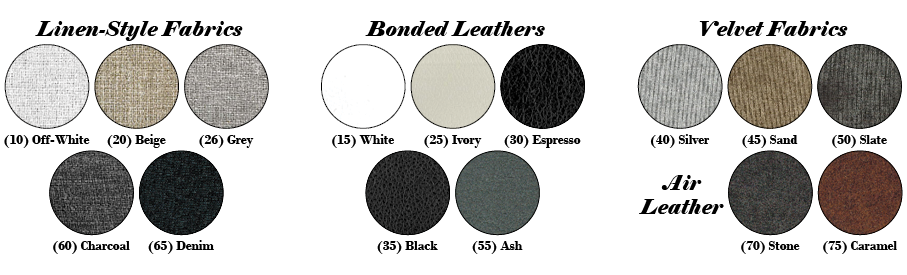 Linen-Style Fabrics
(10) Off-White (20) Beige (26) Grey
(60) Charcoal (65) Denim
Bonded Leathers
(15) White (25) Ivory (30) Espresso
(35) Black (55) Ash
Velvet Fabrics
(40) Silver (45) Sand (50) Slate
Air
Leather
(70) Stone (75) Caramel